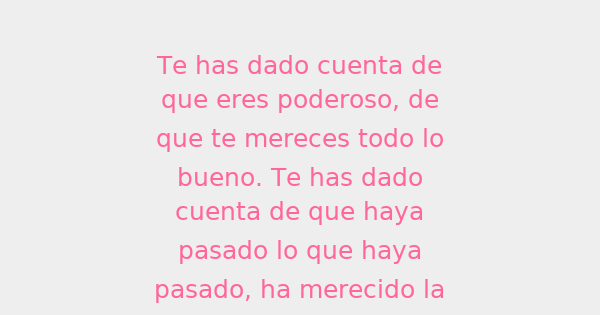 Te has dado cuenta de
que eres poderoso, de
que te mereces todo lo
bueno. Te has dado
cuenta de que haya
pasado lo que haya
pasado, ha merecido la